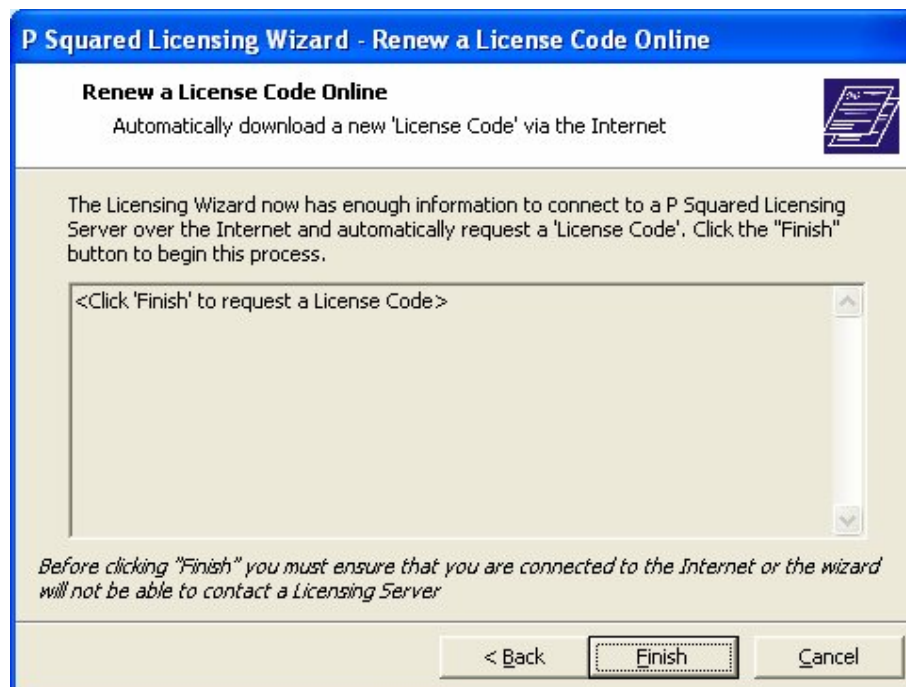 P Squared Licensing Wizard - Renew a License Code Online
Renew a License Code Online
Automatically download a new 'License Code' via the Internet
The Licensing Wizard now has enough information to connect to a P Squared Licensing
Server over the Internet and automatically request a 'License Code'. Click the "Finish"
button to begin this process.
<Click 'Finish' to request a License Code>
Before clicking "Finish" you must ensure that you are connected to the Internet or the wizard
will not be able to contact a Licensing Server
< Back
Finish
Cancel